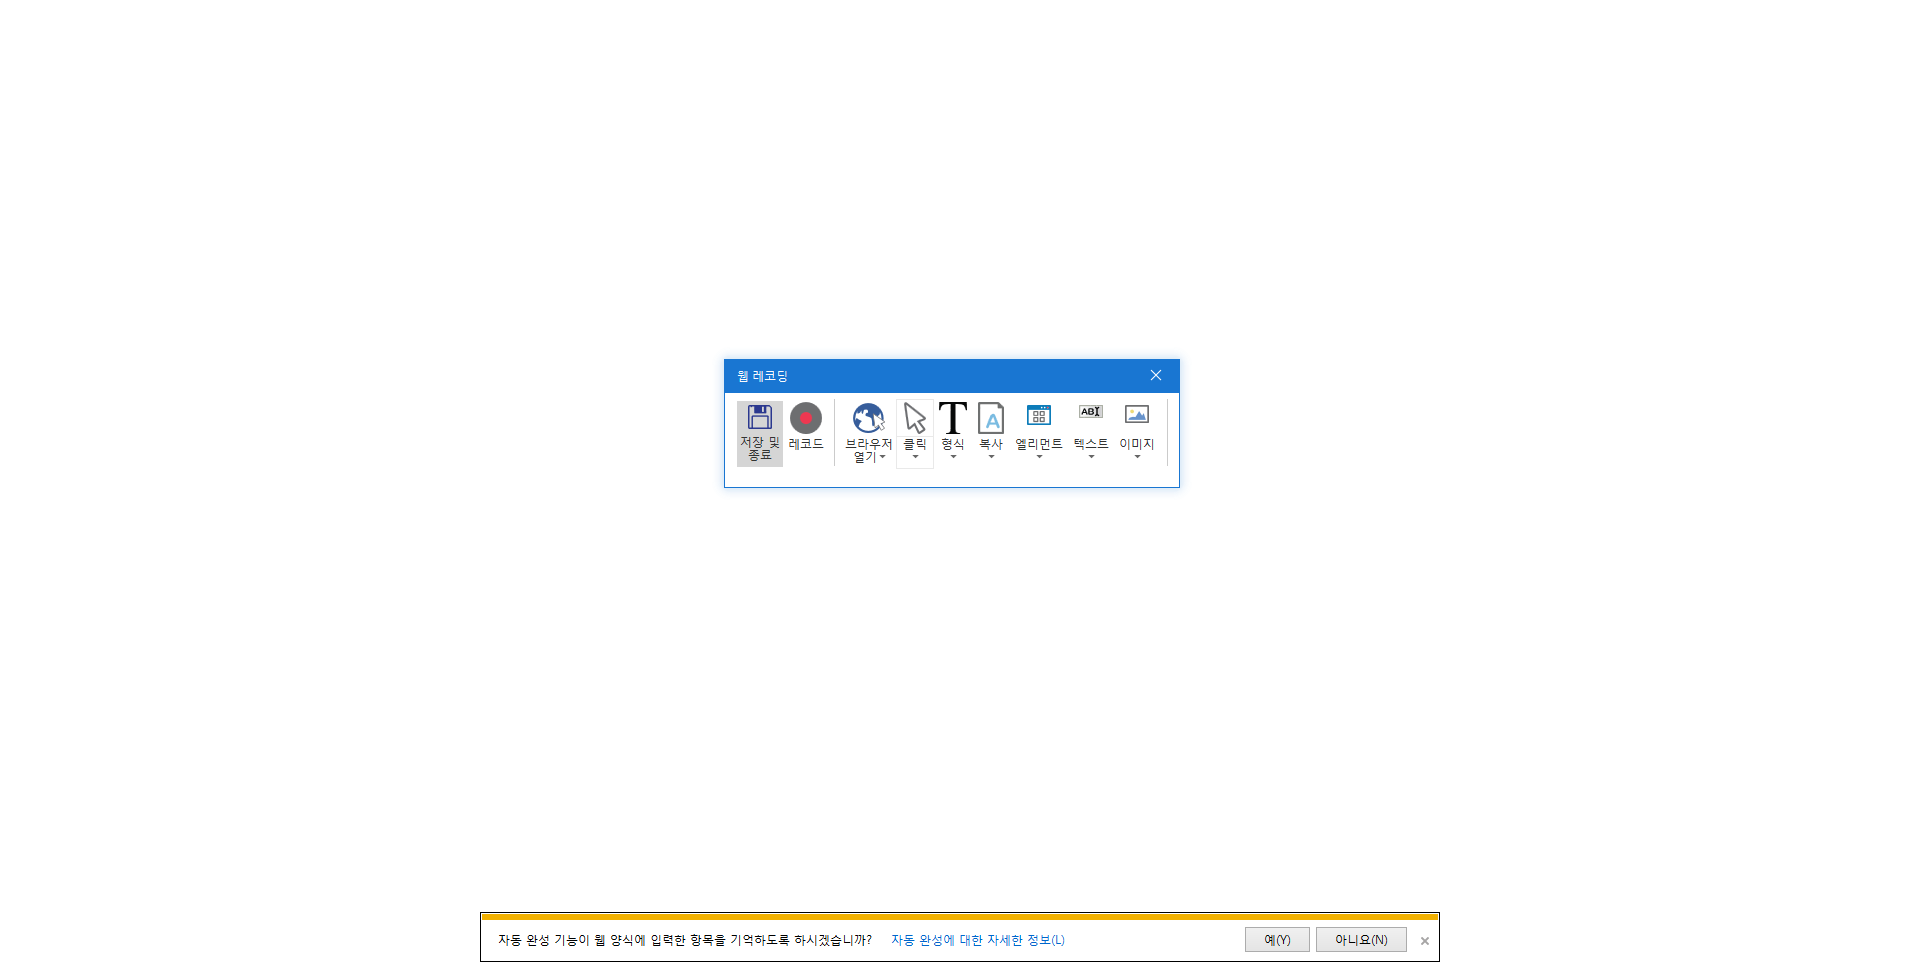 웹 레코딩
저장 및
종료
레코드
브라우저
열기
클릭
T
형식
A
복사
엘리먼트
ABI
텍스트
이미지
자동 완성 기능이 웹 양식에 입력한 항목을 기억하도록 하시겠습니까? 자동 완성에 대한 자세한 정보(L) 예(Y) 아니요(N)